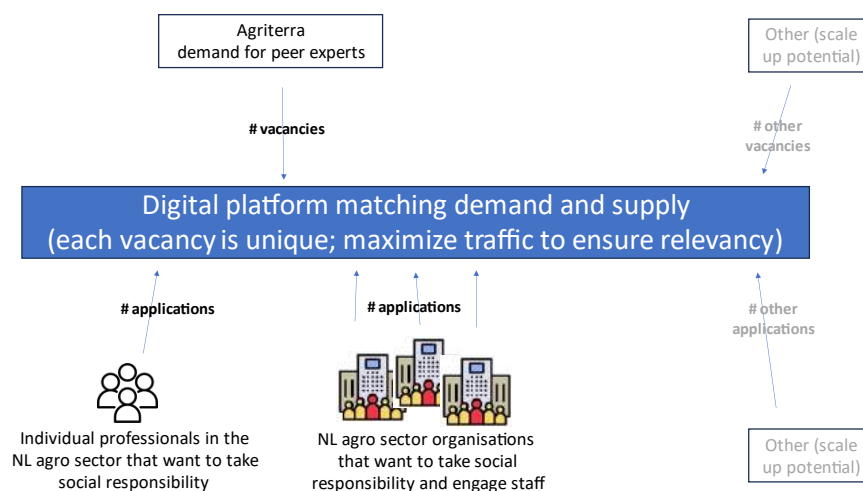 Agriterra
demand for peer experts
Other (scale
up potential)
# vacancies
# other
vacancies
Digital platform matching demand and supply
(each vacancy is unique; maximize traffic to ensure relevancy)
# applications
# applications
# other
applications
Individual professionals in the
NL agro sector that want to take
social responsibility
NL agro sector organisations
that want to take social
responsibility and engage staff
Other (scale
up potential)